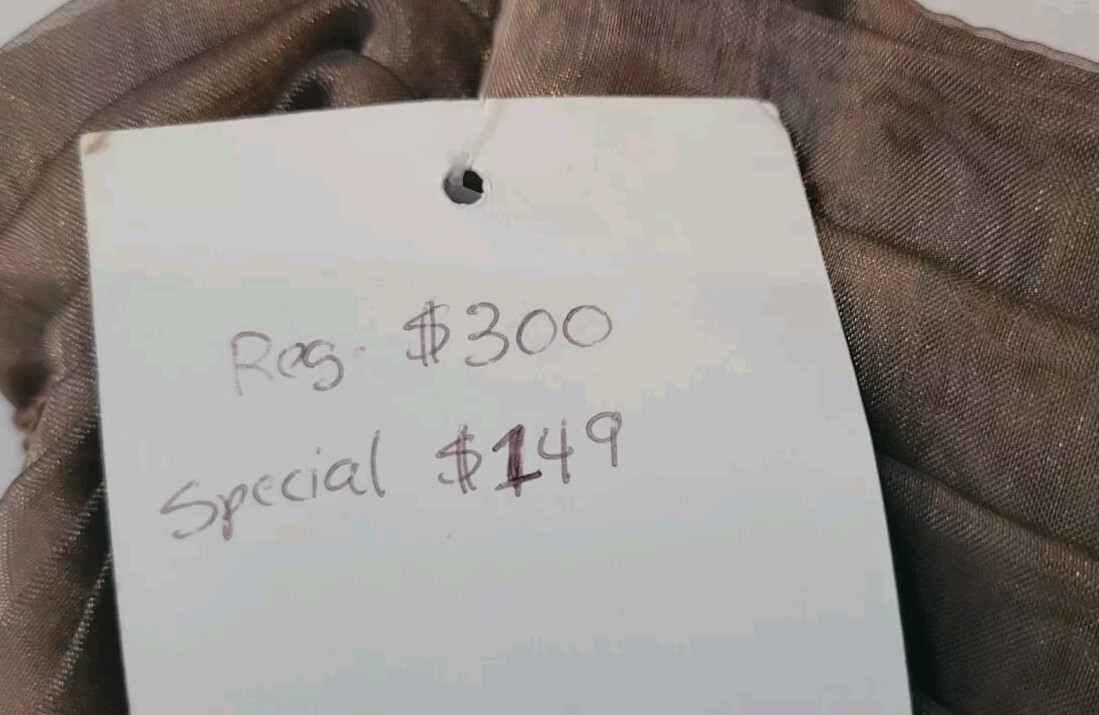 Reg. $300
Special $149